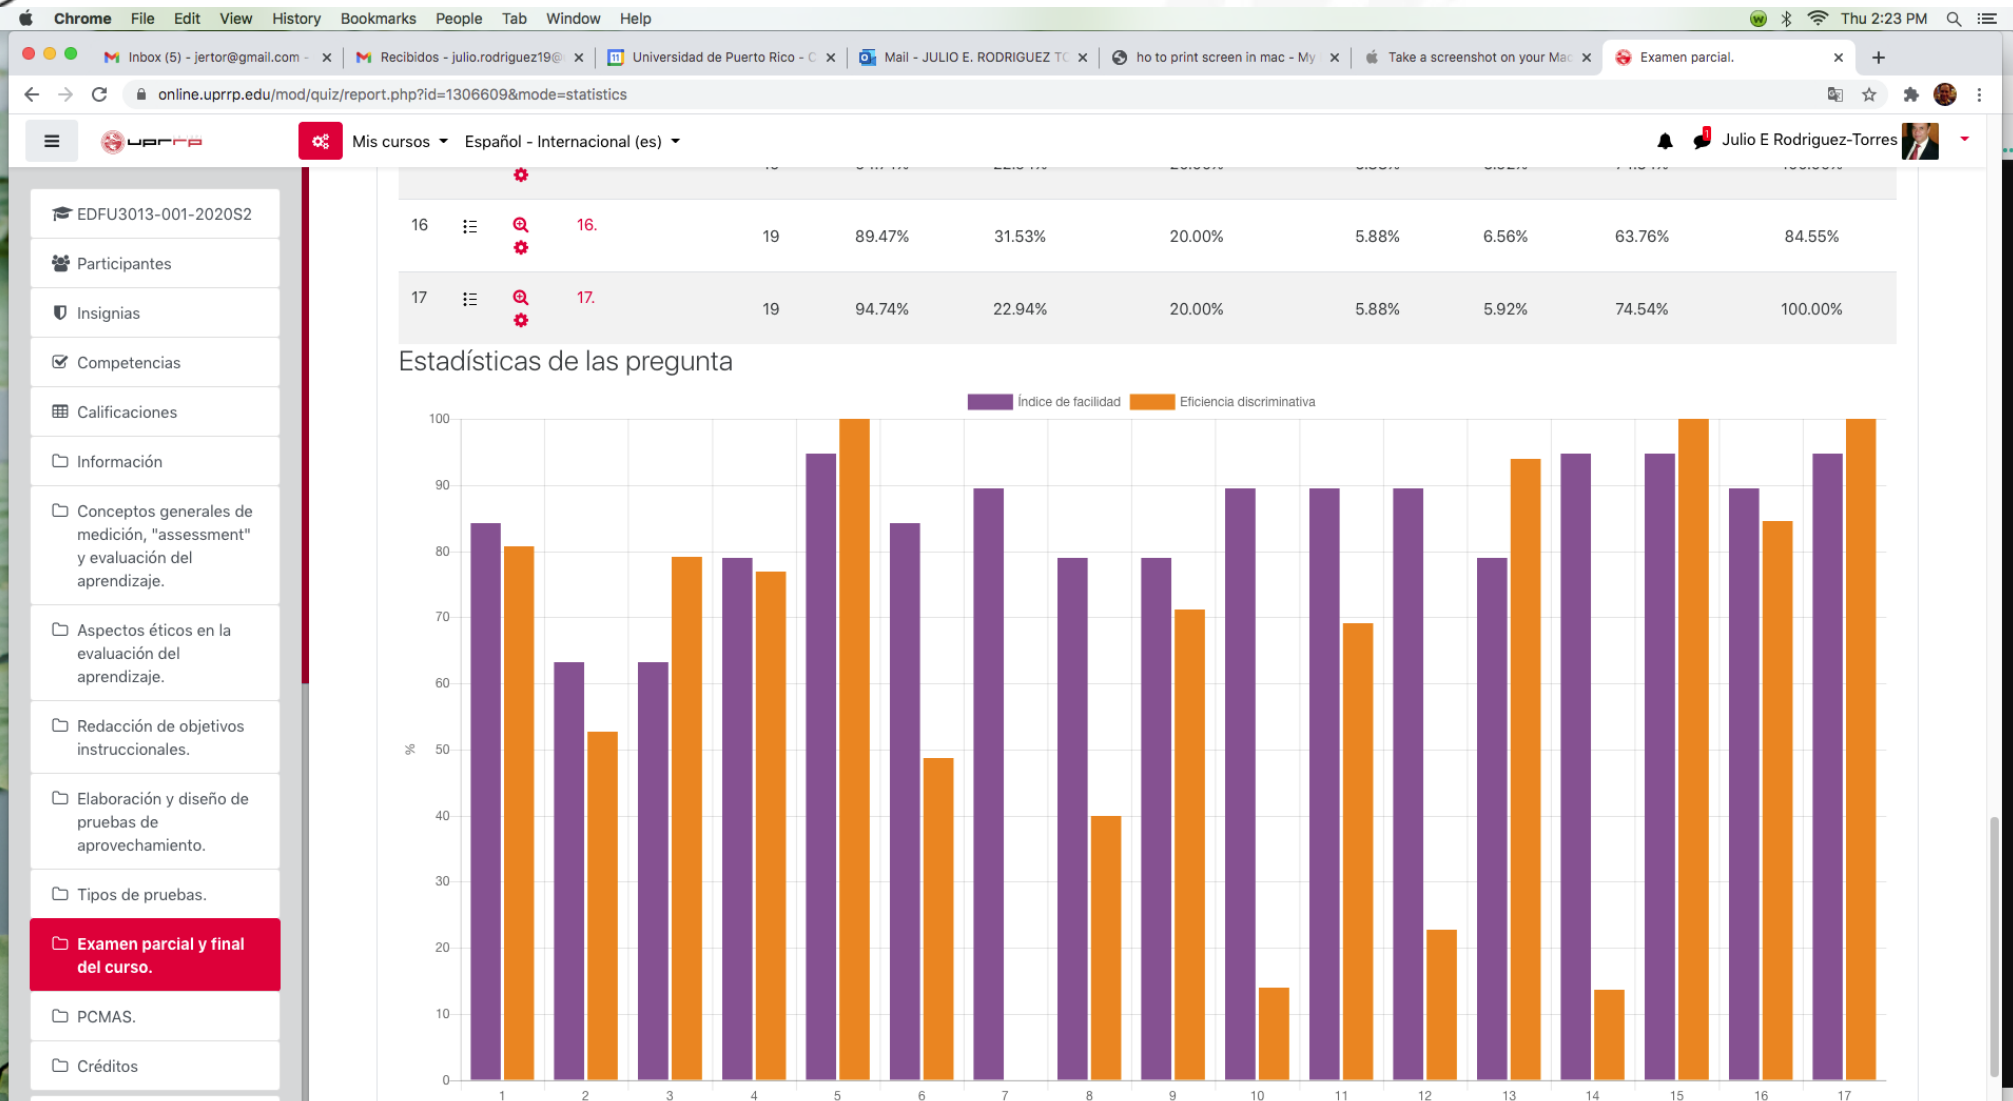 Chrome File Edit View History Bookmarks People Tab Window Help
Thu 2:23 PM
Inbox (5) - jertor@gmail.com -
Recibidos - julio.rodriguez19@
Universidad de Puerto Rico - C
Mail - JULIO E. RODRIGUEZ TO
ho to print screen in mac - My
Take a screenshot on your Mac
Examen parcial.
online.uprrp.edu/mod/quiz/report.php?id=1306609&mode=statistics
uprrp
Mis cursos
Español - Internacional (es)
1
Julio E Rodriguez-Torres
EDFU3013-001-2020S2
Participantes
Insignias
Competencias
Calificaciones
Información
Conceptos generales de
medición, "assessment"
y evaluación del
aprendizaje.
Aspectos éticos en la
evaluación del
aprendizaje.
Redacción de objetivos
instruccionales.
Elaboración y diseño de
pruebas de
aprovechamiento.
Tipos de pruebas.
Examen parcial y final
del curso.
PCMAS.
Créditos
16 16. 19 89.47% 31.53% 20.00% 5.88% 6.56% 63.76% 84.55%
17 17. 19 94.74% 22.94% 20.00% 5.88% 5.92% 74.54% 100.00%
Estadísticas de las pregunta
Índice de facilidad Eficiencia discriminativa
100
90
80
70
60
%
50
40
30
20
10
0
1 2 3 4 5 6 7 8 9 10 11 12 13 14 15 16 17